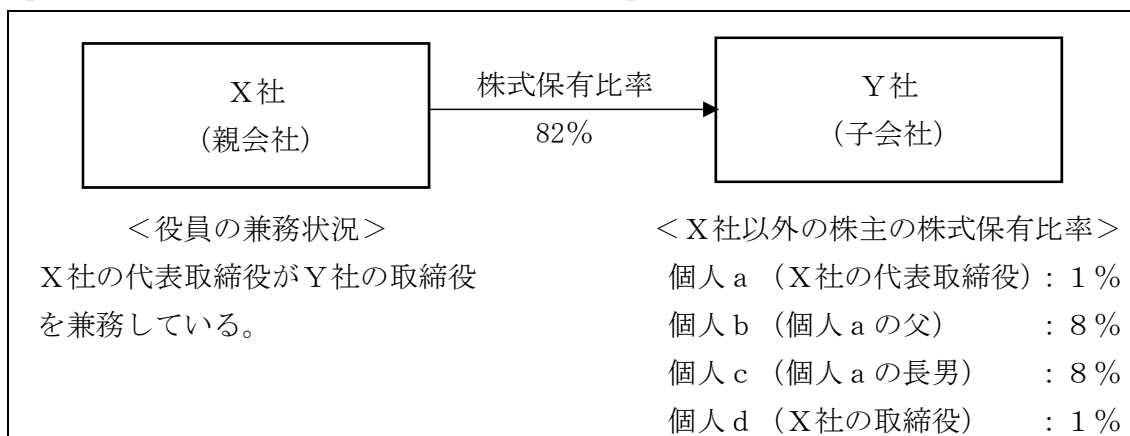 X社
(親会社)
株式保有比率
82%
Y社
(子会社)
<役員の兼務状況>
X社の代表取締役がY社の取締役
を兼務している。
<X社以外の株主の株式保有比率>
個人a (X社の代表取締役):1%
個人b (個人aの父) :8%
個人c (個人aの長男) :8%
個人d (X社の取締役) :1%